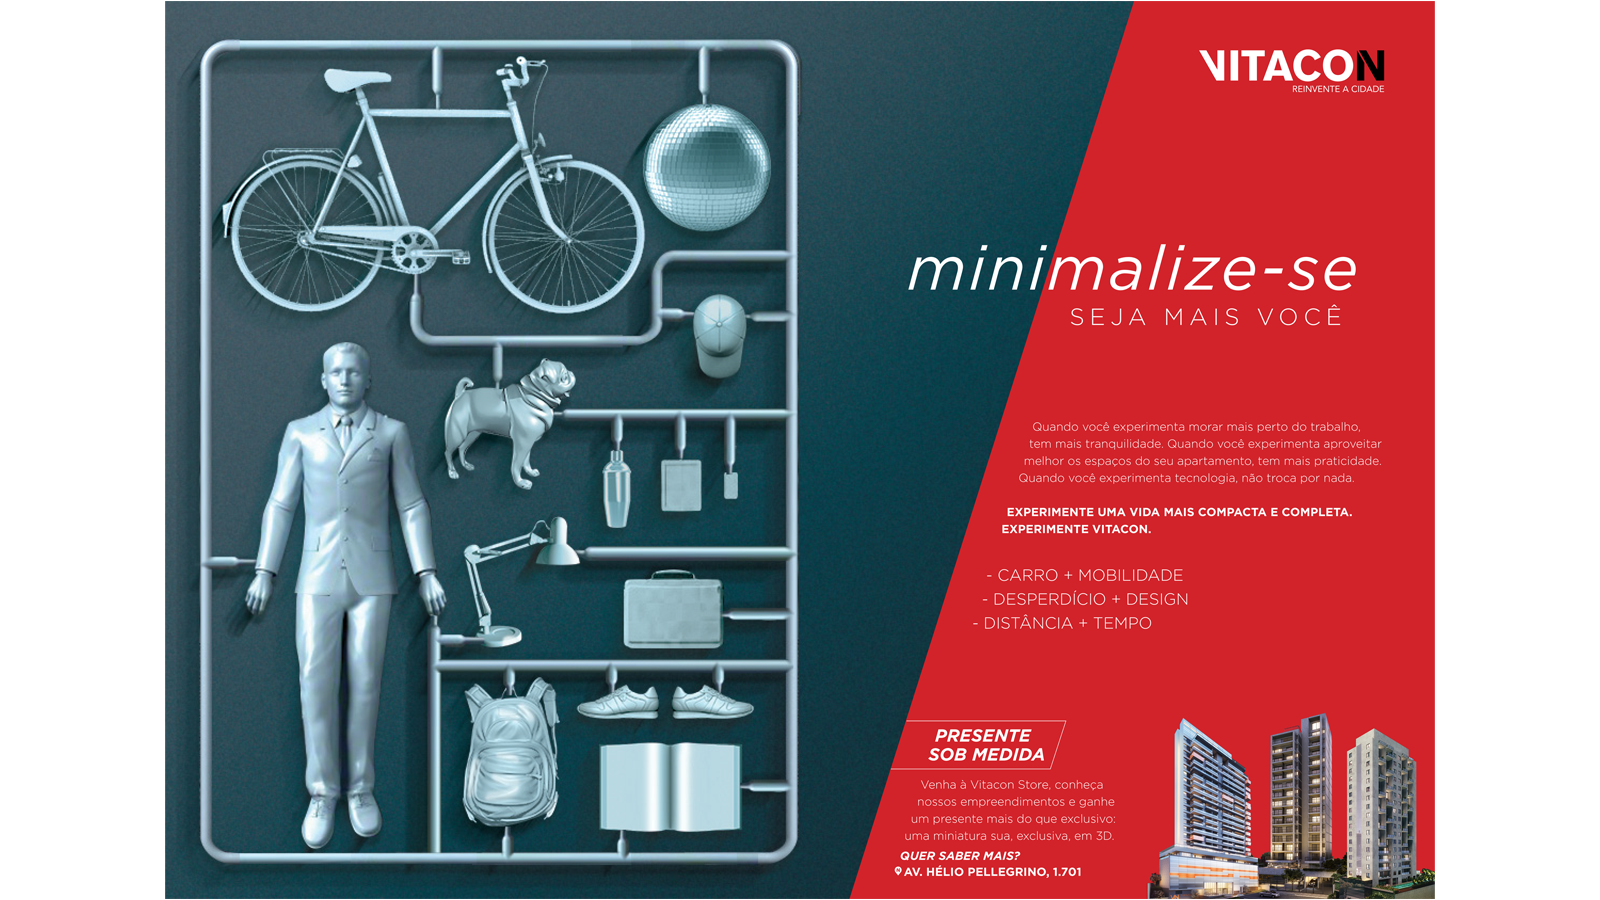 VITACON
REINVENTE A CIDADE
minimalize-se
SEJA MAIS VOCÊ
Quando você experimenta morar mais perto do trabalho,
tem mais tranquilidade. Quando você experimenta aproveitar
melhor os espaços do seu apartamento, tem mais praticidade.
Quando você experimenta tecnologia, não troca por nada.
EXPERIMENTE UMA VIDA MAIS COMPACTA E COMPLETA.
EXPERIMENTE VITACON.
- CARRO + MOBILIDADE
- DESPERDÍCIO + DESIGN
- DISTÂNCIA + TEMPO
PRESENTE
SOB MEDIDA
Venha à Vitacon Store, conheça
nossos empreendimentos e ganhe
um presente mais do que exclusivo:
uma miniatura sua, exclusiva, em 3D.
QUER SABER MAIS?
AV. HÉLIO PELLEGRINO, 1.701